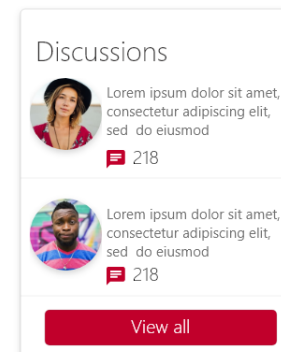 Discussions
Lorem ipsum dolor sit amet,
consectetur adipiscing elit,
sed do eiusmod
218
Lorem ipsum dolor sit amet,
consectetur adipiscing elit,
sed do eiusmod
218
View all